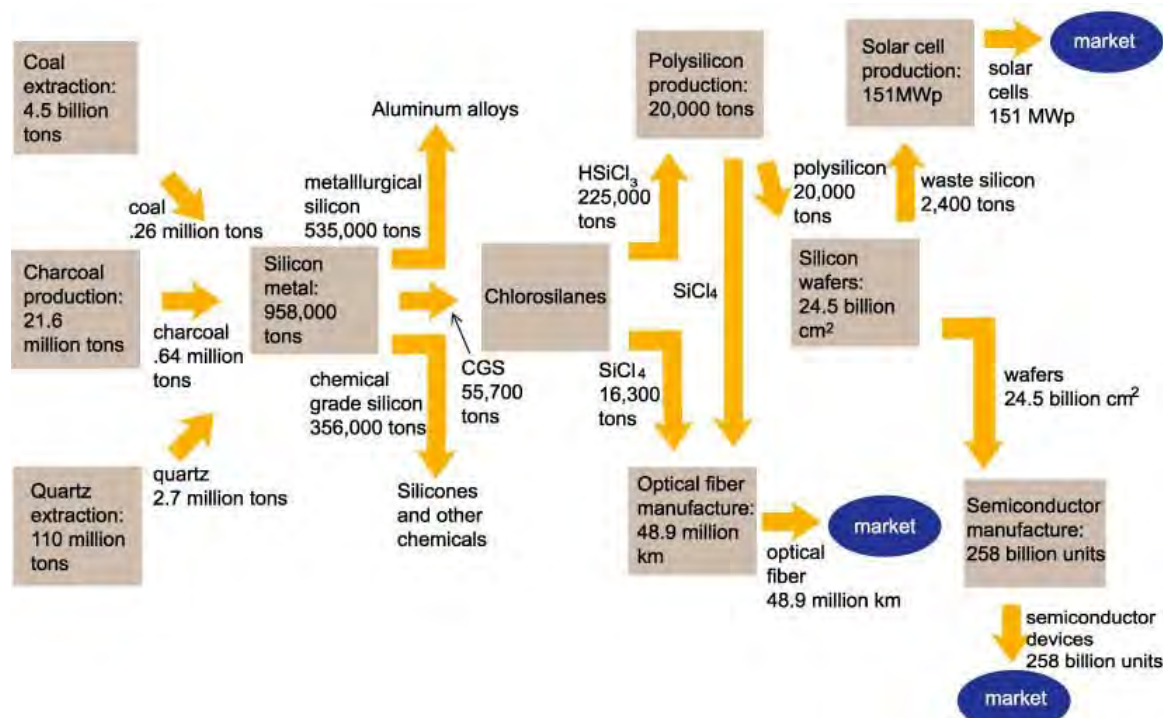 Coal
extraction:
4.5 billion
tons
coal
.26 million tons
Charcoal
production:
21.6
million tons
charcoal
.64 million
tons
Quartz
extraction:
110 million
tons
quartz
2.7 million tons
Silicon
metal:
958,000
tons
Aluminum alloys
metalllurgical
silicon
535,000 tons
chemical
grade silicon
356,000 tons
Silicones
and other
chemicals
CGS
55,700
tons
Chlorosilanes
HSiCl3
225,000
tons
SiCl4
16,300
tons
Polysilicon
production:
20,000 tons
SiCl4
polysilicon
20,000
tons
Solar cell
production:
151MWp
solar
cells
151 MWp
market
waste silicon
2,400 tons
Silicon
wafers:
24.5 billion
cm2
wafers
24.5 billion cm2
Optical fiber
manufacture:
48.9 million
km
optical
fiber
48.9 million km
market
Semiconductor
manufacture:
258 billion units
semiconductor
devices
258 billion units
market